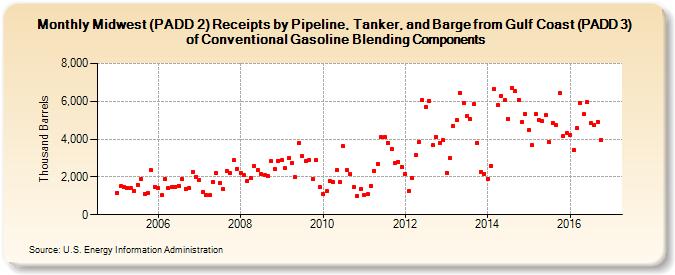 Monthly Midwest (PADD 2) Receipts by Pipeline, Tanker, and Barge from Gulf Coast (PADD 3)
of Conventional Gasoline Blending Components
Thousand Barrels
8,000
6,000
4,000
2,000
0
2006 2008 2010 2012 2014 2016
Source: U.S. Energy Information Administration